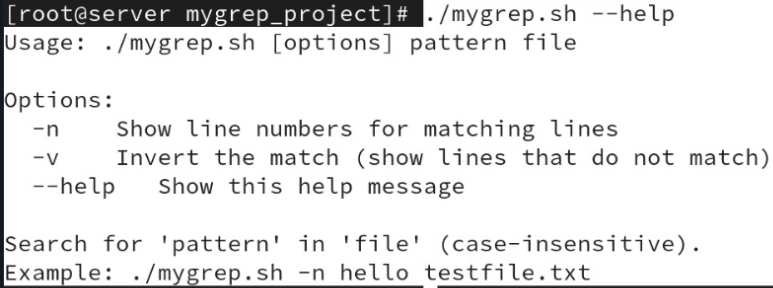 [root@server mygrep_project]# ./mygrep.sh --help
Usage: ./mygrep.sh [options] pattern file
Options:
  -n    Show line numbers for matching lines
  -v    Invert the match (show lines that do not match)
  --help   Show this help message
Search for 'pattern' in 'file' (case-insensitive).
Example: ./mygrep.sh -n hello testfile.txt